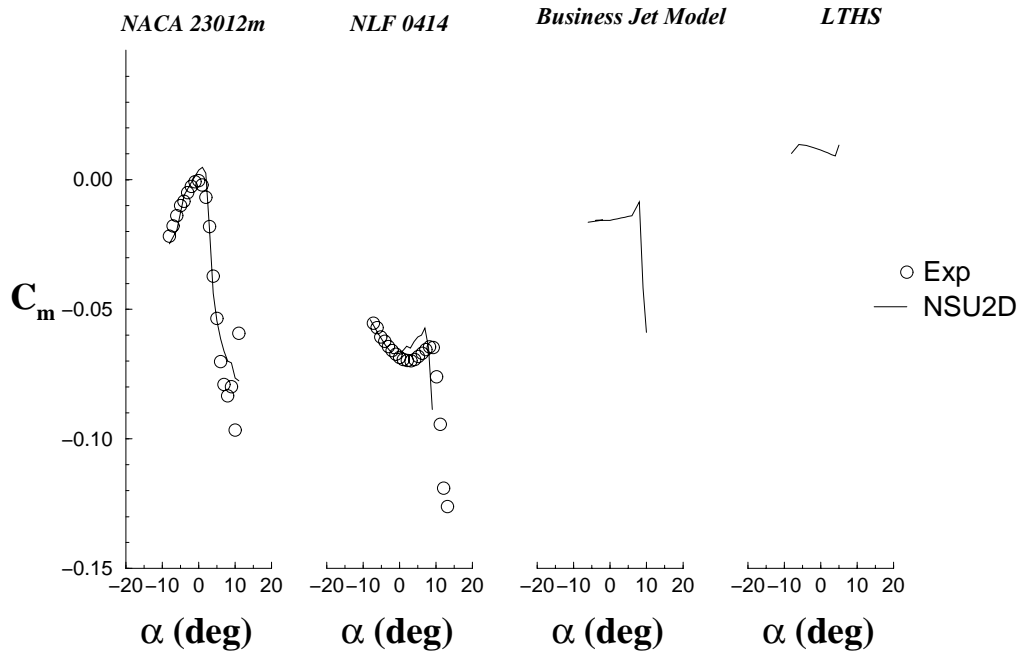 NACA 23012m NLF 0414 Business Jet Model LTHS
0.00
Exp
C_m −0.05 NSU2D
−0.10
−0.15
−20 −10 0 10 20 −20 −10 0 10 20 −20 −10 0 10 20 −20 −10 0 10 20
α (deg) α (deg) α (deg) α (deg)